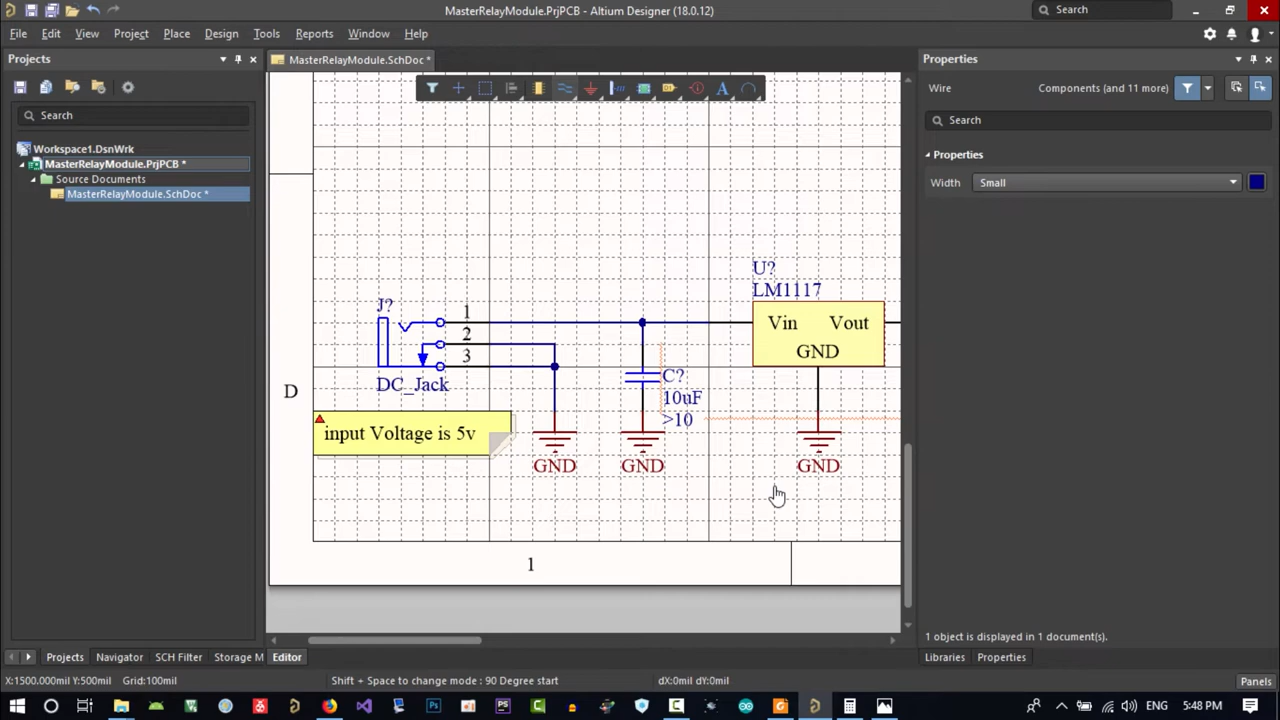 MasterRelayModule.PrjPCB - Altium Designer (18.0.12)
Search
File Edit View Project Place Design Tools Reports Window Help
Projects
MasterRelayModule.SchDoc *
Properties
Wire
Components (and 11 more)
Search
Search
Workspace1.DsnWrk
MasterRelayModule.PrjPCB *
Source Documents
MasterRelayModule.SchDoc *
Properties
Width
Small
U?
LM1117
J?
1
2
3
Vin
Vout
GND
DC_Jack
C?
10uF
>10
D
input Voltage is 5v
GND
GND
GND
1
1 object is displayed in 1 document(s).
Projects
Navigator
SCH Filter
Storage M
Editor
Libraries
Properties
X:1500.000mil Y:500mil Grid:100mil
Shift + Space to change mode : 90 Degree start
dX:0mil dY:0mil
Panels
ENG
5:48 PM